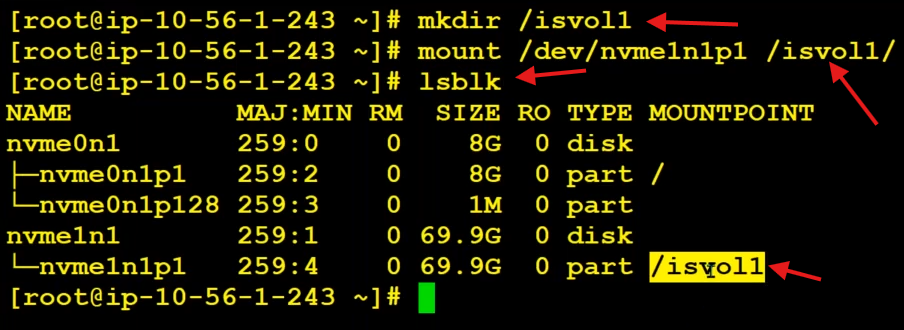 [root@ip-10-56-1-243 ~]# mkdir /isvol1
[root@ip-10-56-1-243 ~]# mount /dev/nvme1n1p1 /isvol1/
[root@ip-10-56-1-243 ~]# lsblk
NAME          MAJ:MIN RM  SIZE RO TYPE MOUNTPOINT
nvme0n1       259:0    0    8G  0 disk
├─nvme0n1p1   259:2    0    8G  0 part /
└─nvme0n1p128 259:3    0    1M  0 part
nvme1n1       259:1    0 69.9G  0 disk
└─nvme1n1p1   259:4    0 69.9G  0 part /isvol1
[root@ip-10-56-1-243 ~]#